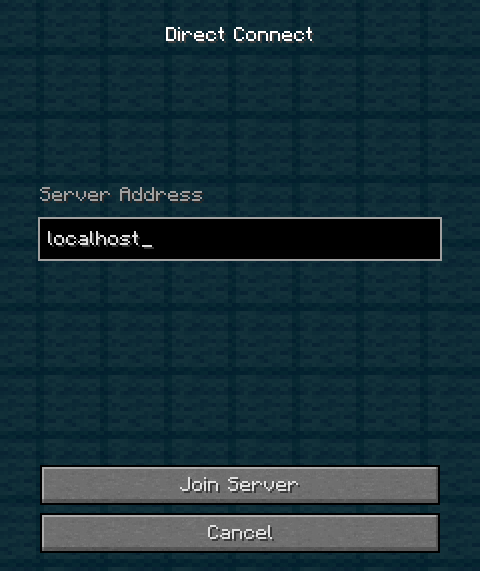 Direct Connect
Server Address
localhost_
Join Server
Cancel